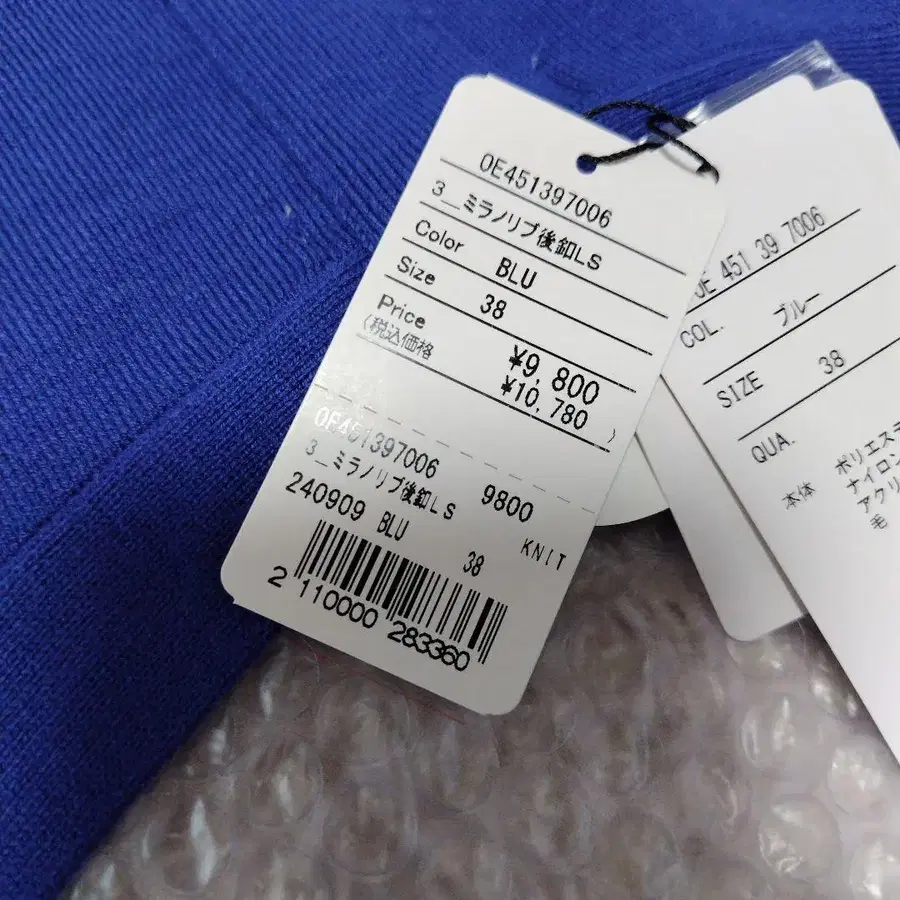 0E451397006
3＿ミラノリブ後釦LS
Color BLU
Size 38
Price ¥9,800
(税込価格 ¥10,780 )
0E451397006
3＿ミラノリブ後釦LS 9800
240909 BLU 38 KNIT
2 110000 283360
0E 451 39 7006
COL. ブルー
SIZE 38
QUA.
本体 ポリエステ
ナイロン
アクリ
毛